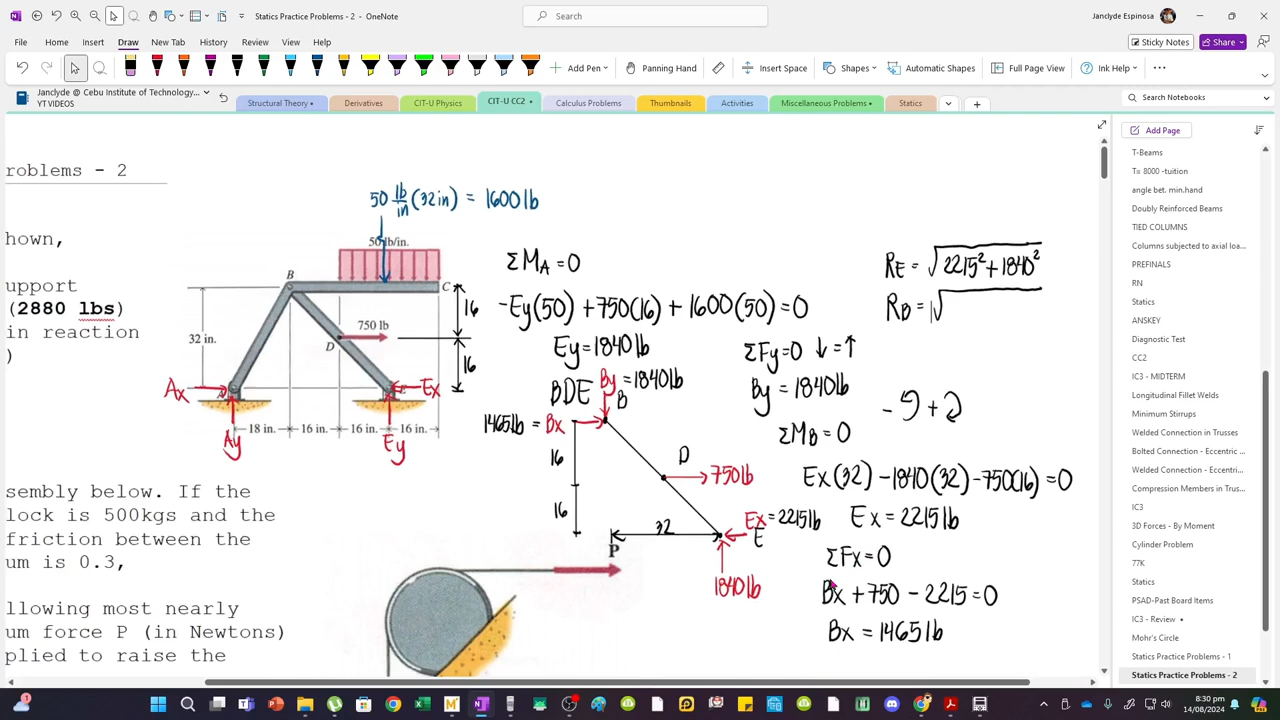 Statics Practice Problems - 2 - OneNote
Search
Janclyde Espinosa
File Home Insert Draw New Tab History Review View Help
Sticky Notes Share
Add Pen Panning Hand Insert Space Shapes Automatic Shapes Full Page View Ink Help
Janclyde @ Cebu Institute of Technology...
YT VIDEOS
Structural Theory Derivatives CIT-U Physics CIT-U CC2 Calculus Problems Thumbnails Activities Miscellaneous Problems Statics
Search Notebooks
Add Page
T-Beams
T= 8000 -tuition
angle bet. min.hand
Doubly Reinforced Beams
TIED COLUMNS
Columns subjected to axial loa...
PREFINALS
RN
Statics
ANSKEY
Diagnostic Test
CC2
IC3 - MIDTERM
Longitudinal Fillet Welds
Minimum Stirrups
Welded Connection in Trusses
Bolted Connection - Eccentric ...
Welded Connection - Eccentri...
Compression Members in Trus...
IC3
3D Forces - By Moment
Cylinder Problem
77K
Statics
PSAD-Past Board Items
IC3 - Review
Mohr's Circle
Statics Practice Problems - 1
Statics Practice Problems - 2
roblems - 2
hown,
upport
(2880 lbs)
in reaction
)
sembly below. If the
lock is 500kgs and the
friction between the
um is 0.3,
llowing most nearly
um force P (in Newtons)
plied to raise the
50 lb/in (32in) = 1600 lb
50 lb/in.
B
C
16
32 in.
750 lb
D
16
Ax
Ex
18 in. 16 in. 16 in. 16 in.
Ay
Ey
ΣMA = 0
-Ey(50) + 750(16) + 1600(50) = 0
Ey = 1840 lb
BDE
By = 1840lb
B
1465lb = Bx
16
D
750 lb
16
Ex = 2215lb
E
32
1840 lb
P
ΣFy = 0 ↓ = ↑
By = 1840 lb
ΣMB = 0
Ex(32) - 1840(32) - 750(16) = 0
Ex = 2215 lb
ΣFx = 0
Bx + 750 - 2215 = 0
Bx = 1465 lb
RE = √2215² + 1840²
RB = √
- ↺ + ↻
8:30 pm
14/08/2024